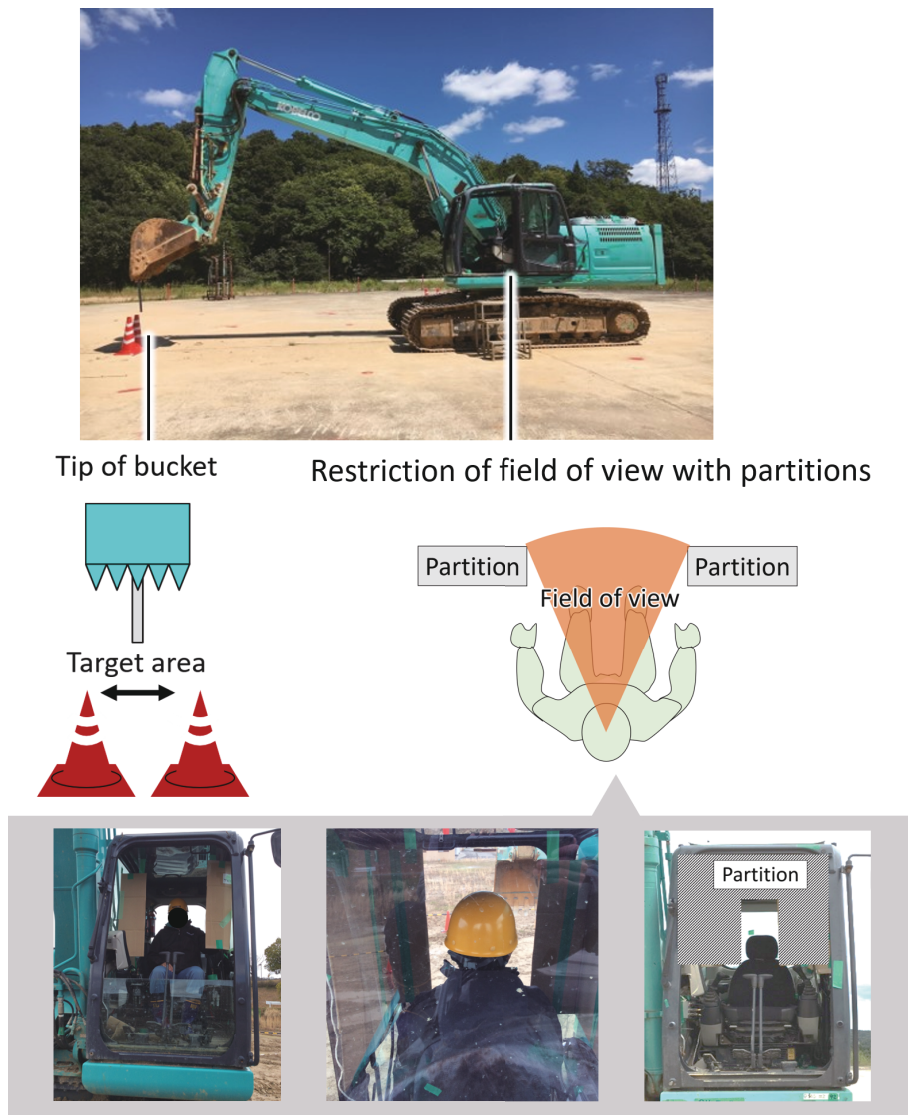 KOBELCO
Tip of bucket
Restriction of field of view with partitions
Partition
Partition
Field of view
Target area
Partition